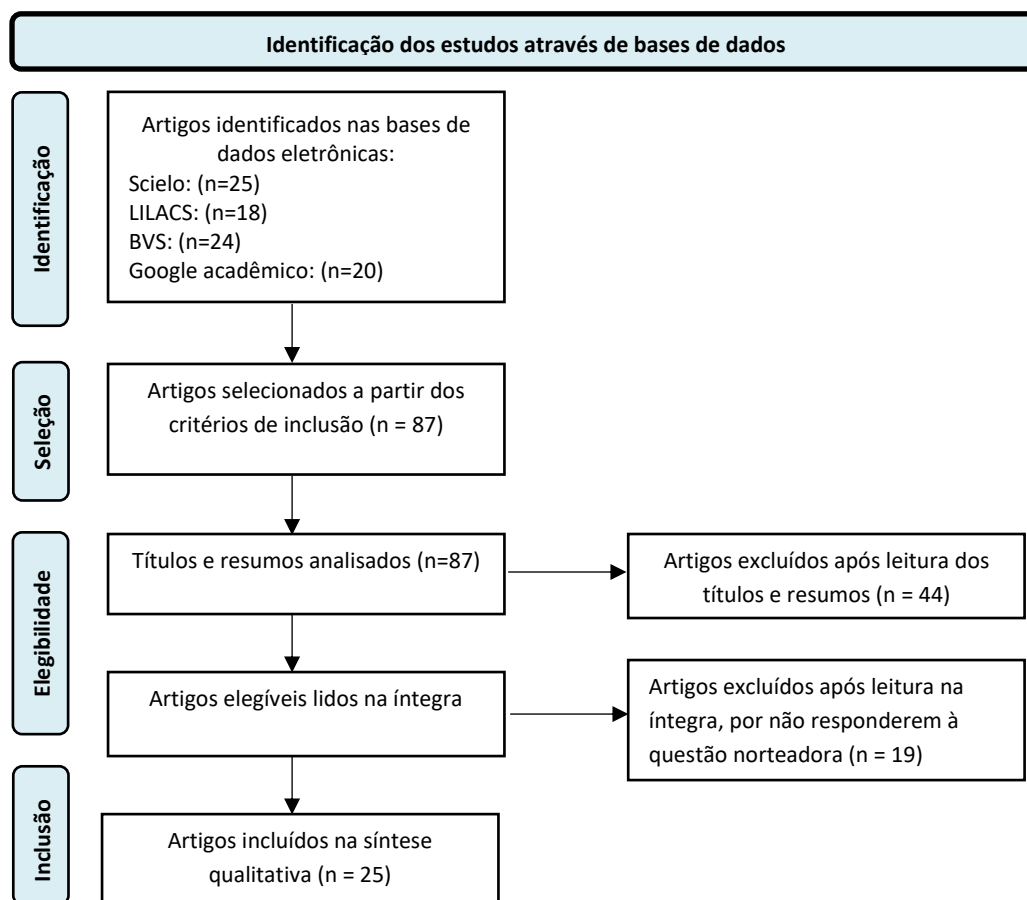 Identificação dos estudos através de bases de dados
Identificação
Artigos identificados nas bases de
dados eletrônicas:
Scielo: (n=25)
LILACS: (n=18)
BVS: (n=24)
Google acadêmico: (n=20)
Seleção
Artigos selecionados a partir dos
critérios de inclusão (n = 87)
Elegibilidade
Títulos e resumos analisados (n=87)
Artigos excluídos após leitura dos
títulos e resumos (n = 44)
Artigos elegíveis lidos na íntegra
Artigos excluídos após leitura na
íntegra, por não responderem à
questão norteadora (n = 19)
Inclusão
Artigos incluídos na síntese
qualitativa (n = 25)